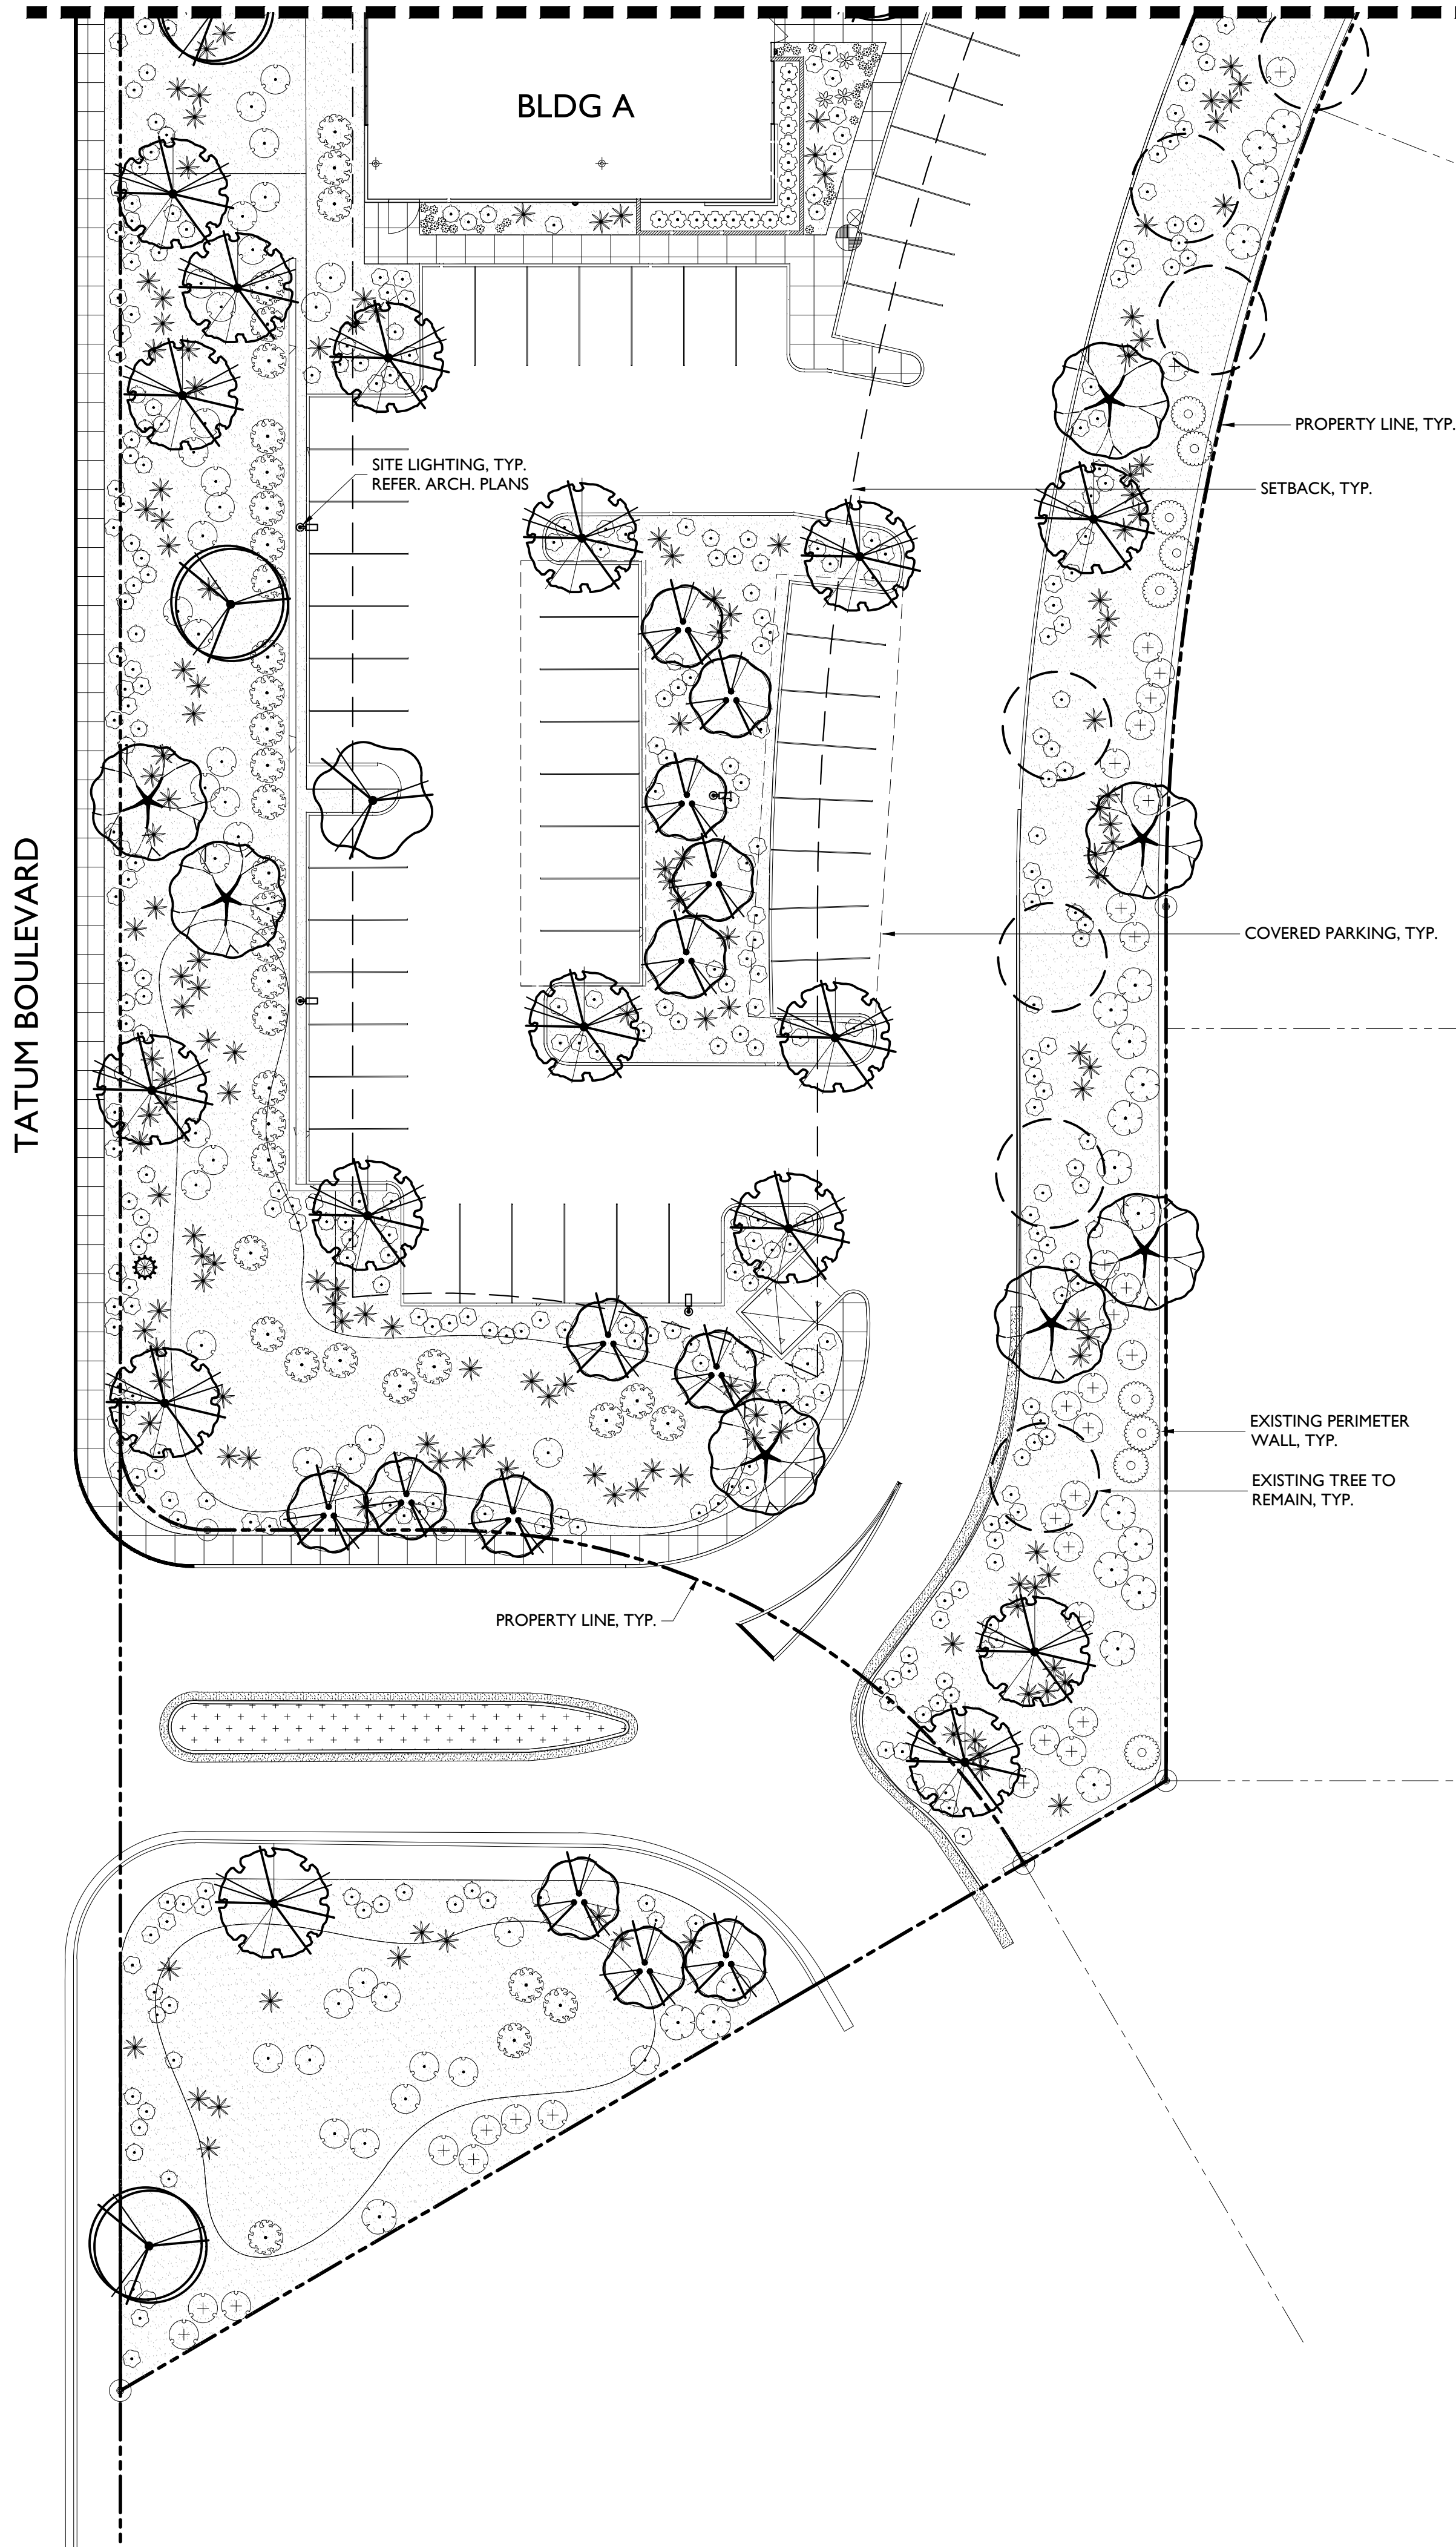 BLDG A
PROPERTY LINE, TYP.
SITE LIGHTING, TYP.
REFER. ARCH. PLANS
SETBACK, TYP.
TATUM BOULEVARD
COVERED PARKING, TYP.
EXISTING PERIMETER
WALL, TYP.
EXISTING TREE TO
REMAIN, TYP.
PROPERTY LINE, TYP.